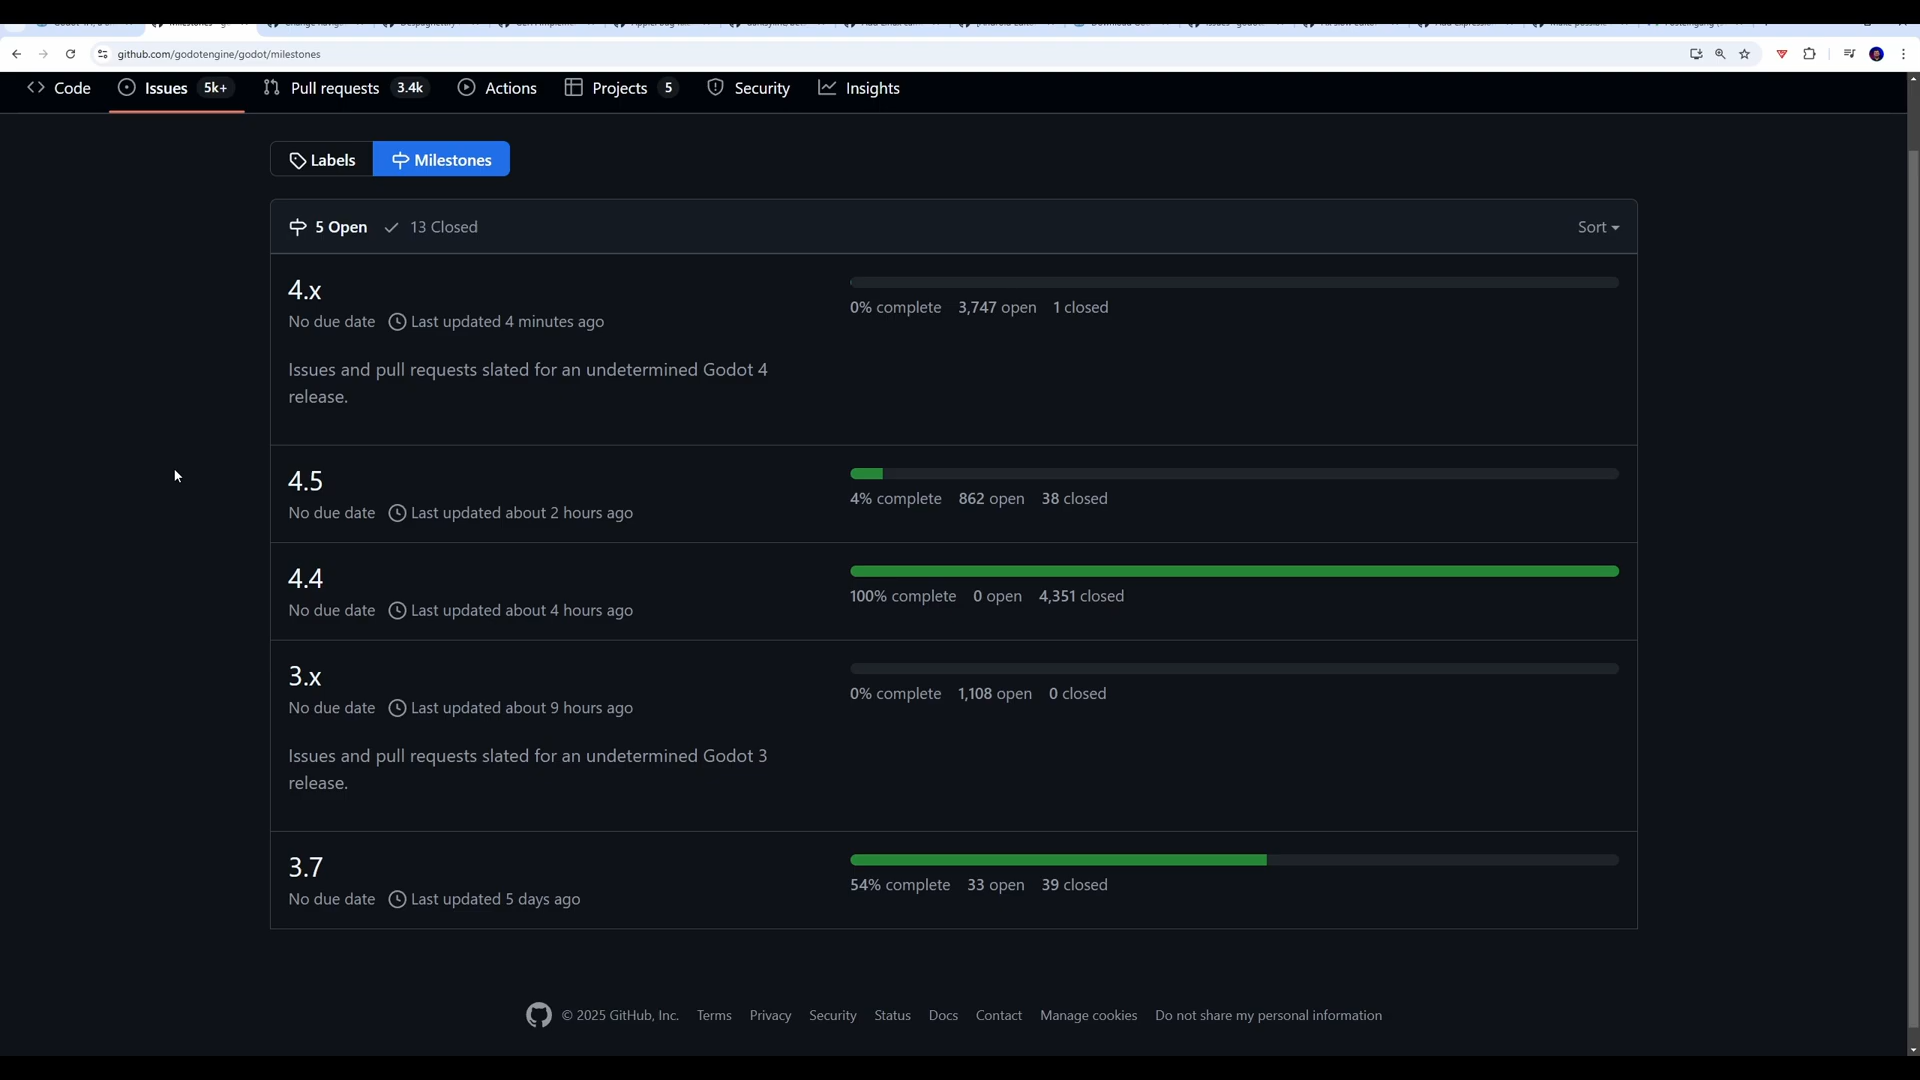 github.com/godotengine/godot/milestones
Code Issues 5k+ Pull requests 3.4k Actions Projects 5 Security Insights
Labels Milestones
5 Open 13 Closed Sort
4.x
0% complete 3,747 open 1 closed
No due date Last updated 4 minutes ago
Issues and pull requests slated for an undetermined Godot 4
release.
4.5
4% complete 862 open 38 closed
No due date Last updated about 2 hours ago
4.4
100% complete 0 open 4,351 closed
No due date Last updated about 4 hours ago
3.x
0% complete 1,108 open 0 closed
No due date Last updated about 9 hours ago
Issues and pull requests slated for an undetermined Godot 3
release.
3.7
54% complete 33 open 39 closed
No due date Last updated 5 days ago
© 2025 GitHub, Inc. Terms Privacy Security Status Docs Contact Manage cookies Do not share my personal information